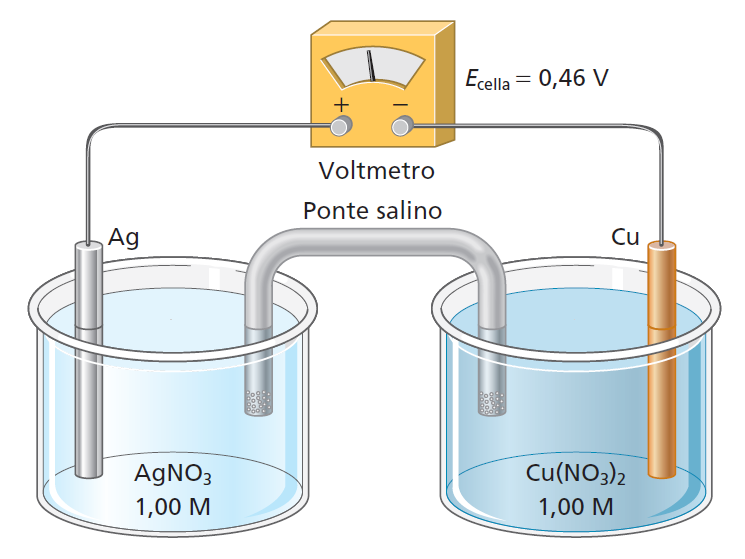 E_cella = 0,46 V
+ −
Voltmetro
Ponte salino
Ag
Cu
AgNO₃
1,00 M
Cu(NO₃)₂
1,00 M